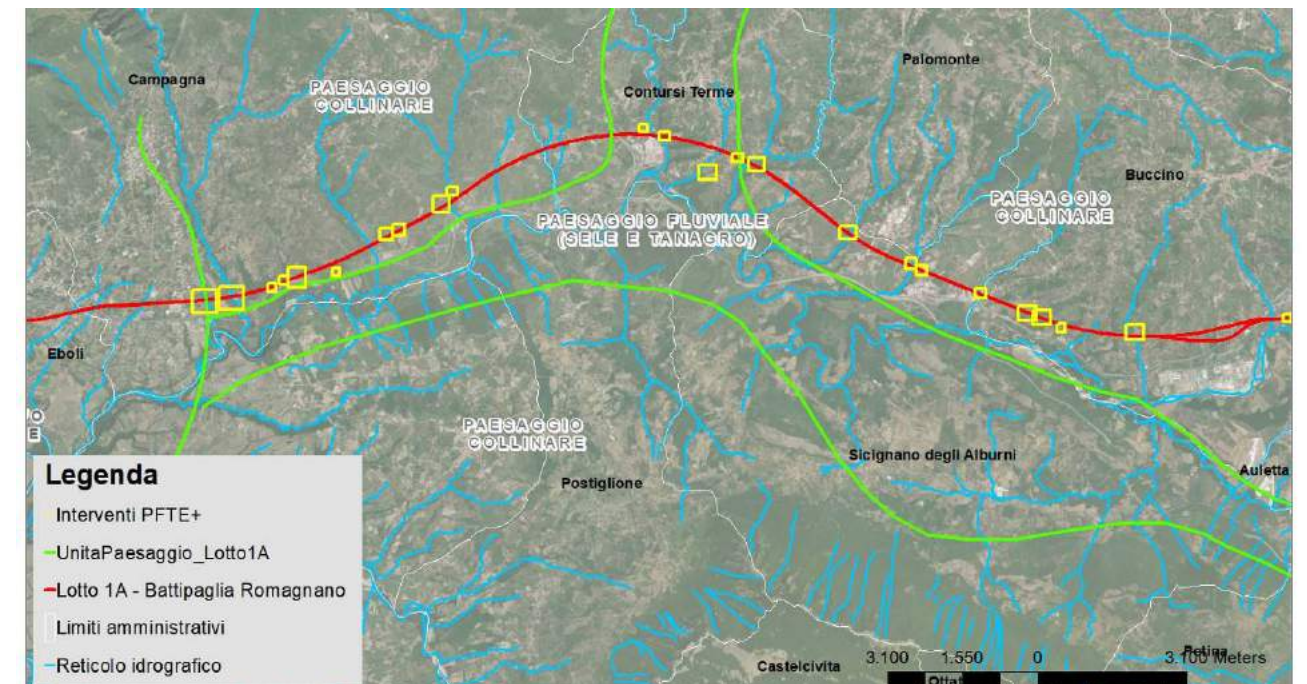 Campagna
PAESAGGIO
COLLINARE
Contursi Terme
Palomonte
Buccino
PAESAGGIO
COLLINARE
PAESAGGIO FLUVIALE
(SELE E TANAGRO)
Eboli
O
E
PAESAGGIO
COLLINARE
Postiglione
Sicignano degli Alburni
Auletta
Legenda
Interventi PFTE+
UnitaPaesaggio_Lotto1A
Lotto 1A - Battipaglia Romagnano
Limiti amministrativi
Reticolo idrografico
Castelcivita
Petina
3.100 1.550 0 3.100 Meters
Ottat